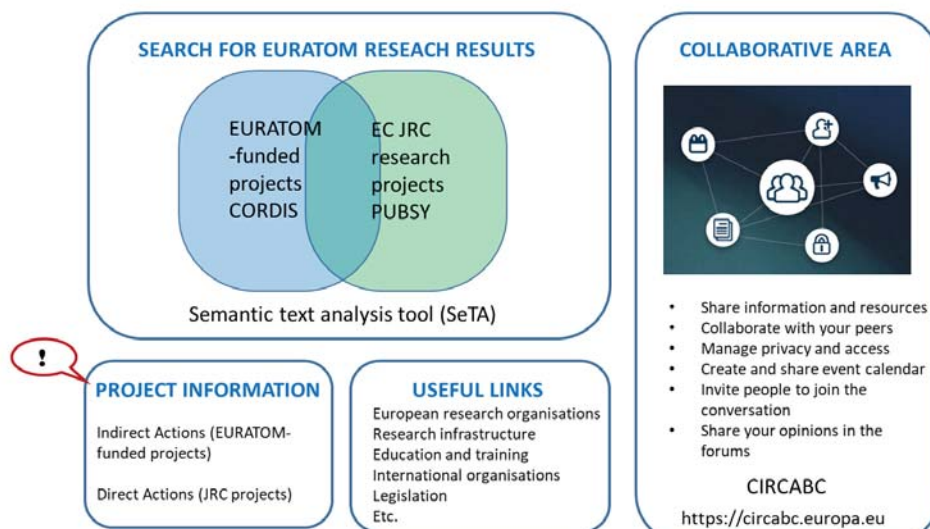 SEARCH FOR EURATOM RESEACH RESULTS
EURATOM
-funded
projects
CORDIS
EC JRC
research
projects
PUBSY
Semantic text analysis tool (SeTA)
!
PROJECT INFORMATION
Indirect Actions (EURATOM-
funded projects)
Direct Actions (JRC projects)
USEFUL LINKS
European research organisations
Research infrastructure
Education and training
International organisations
Legislation
Etc.
COLLABORATIVE AREA
• Share information and resources
• Collaborate with your peers
• Manage privacy and access
• Create and share event calendar
• Invite people to join the
conversation
• Share your opinions in the
forums
CIRCABC
https://circabc.europa.eu